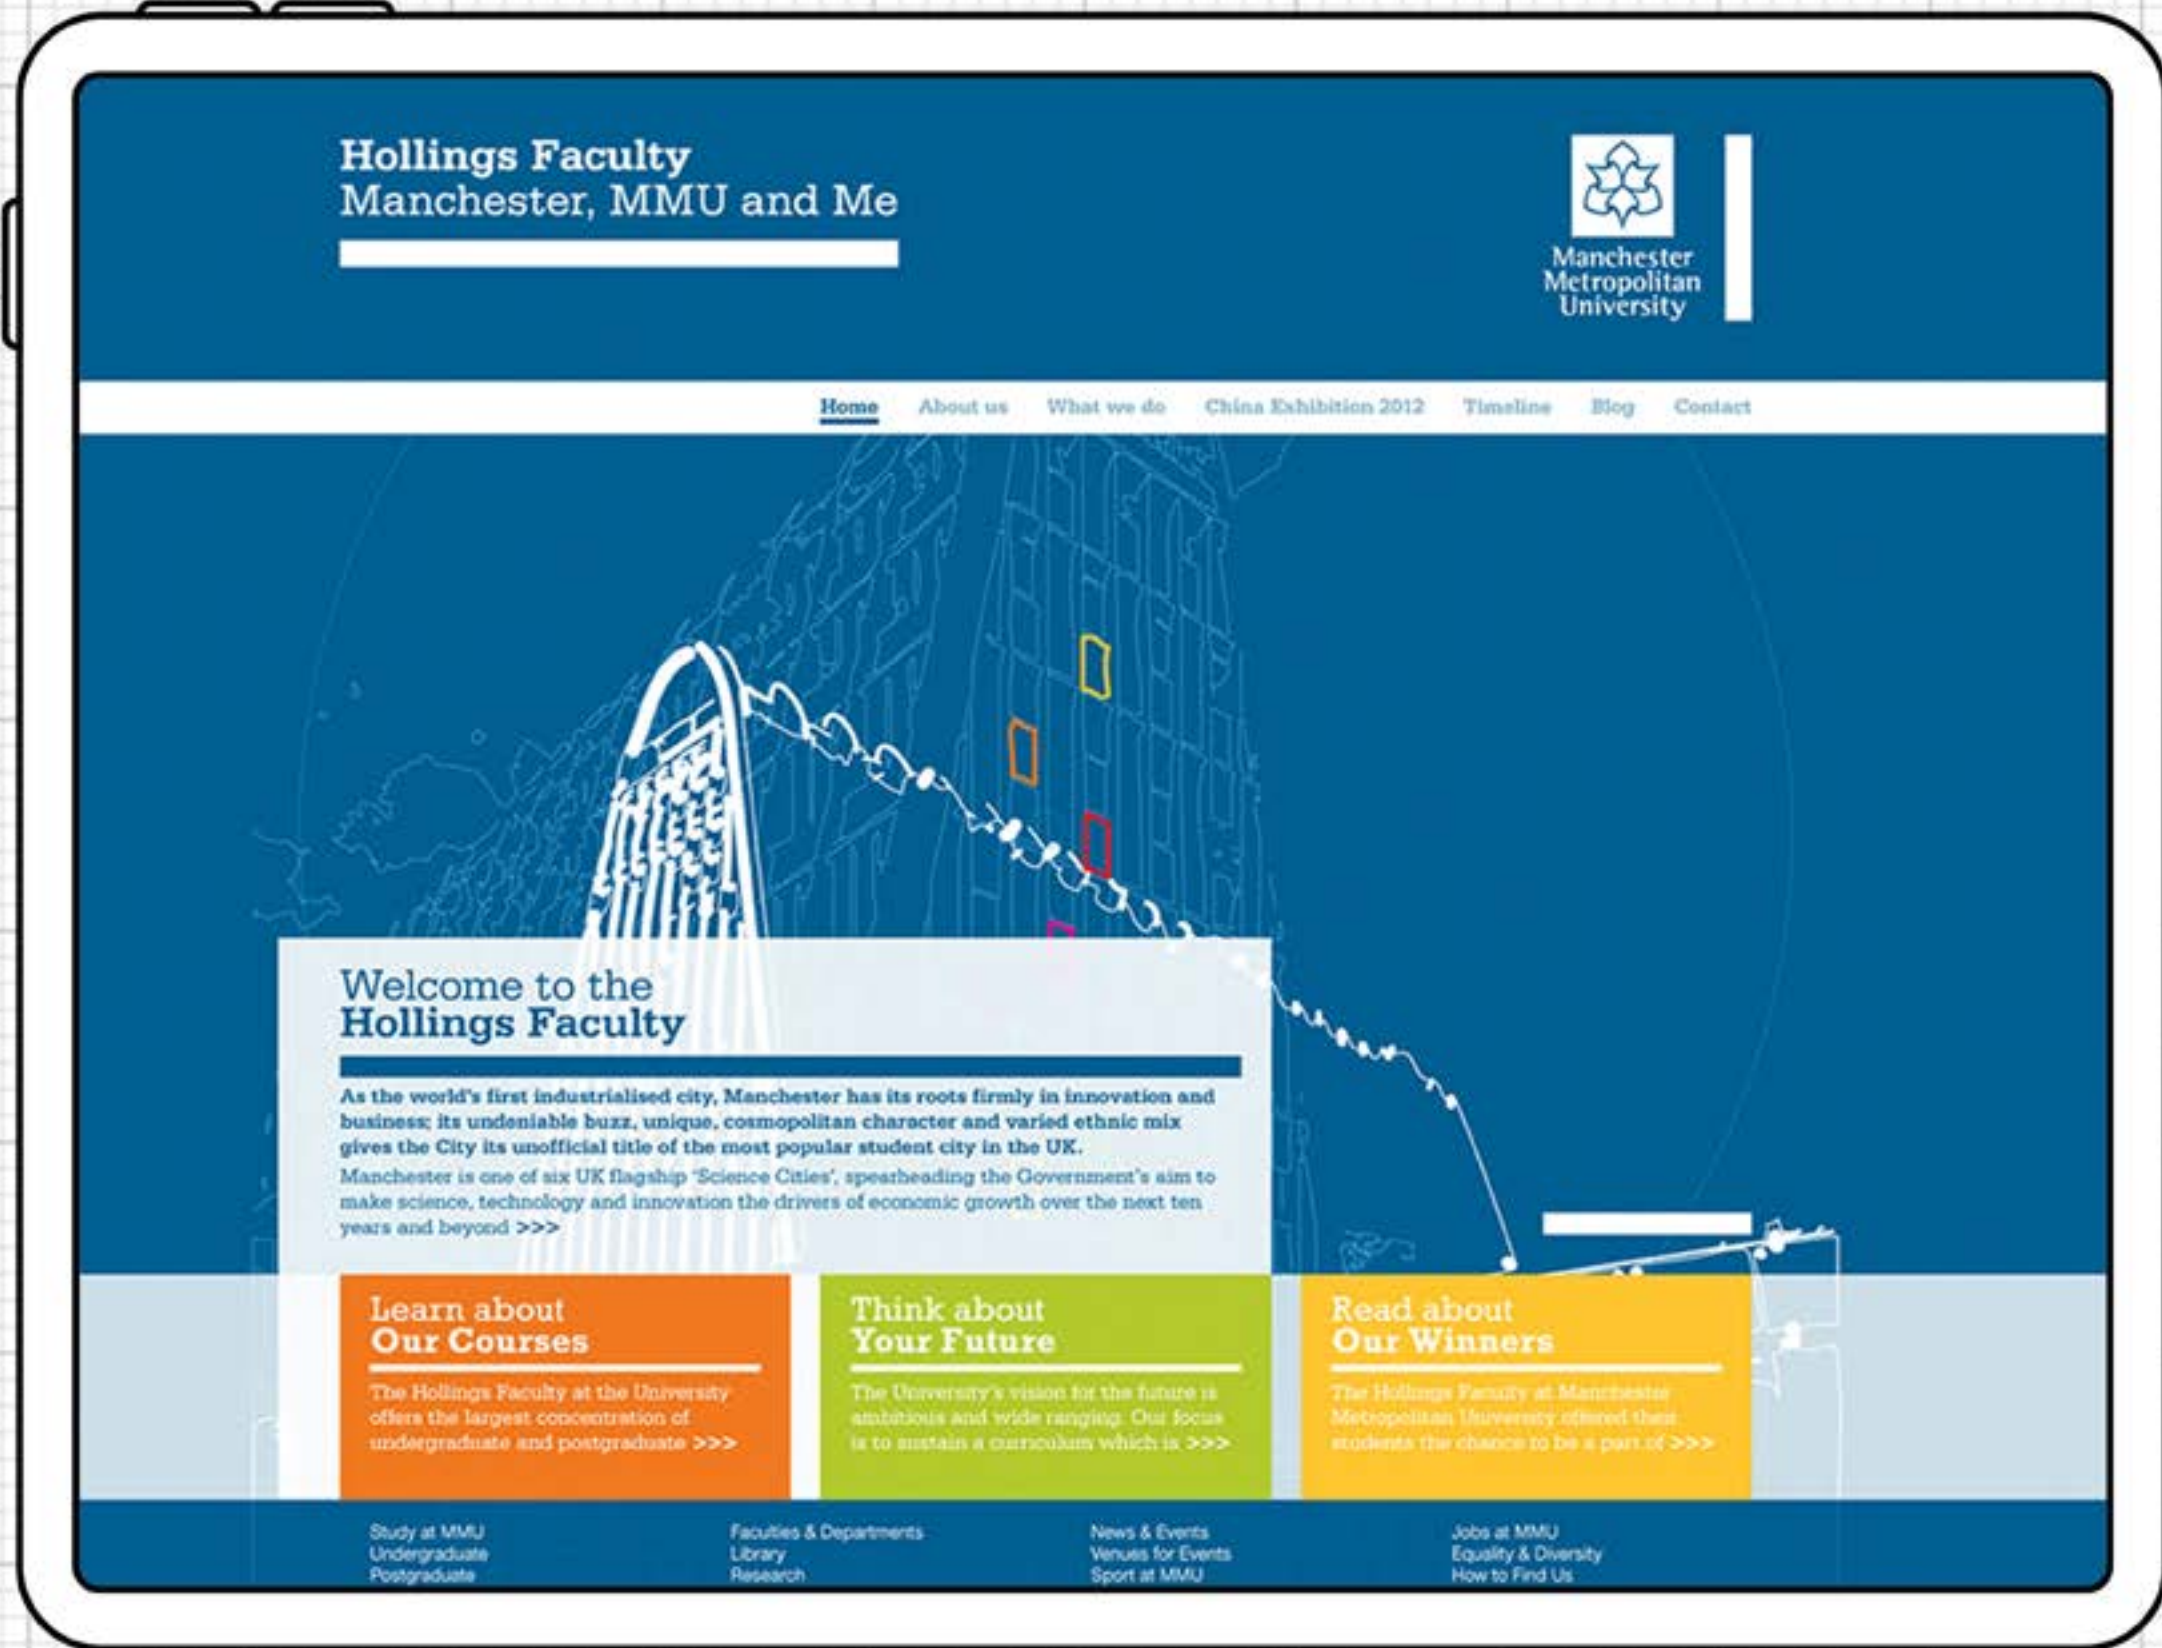 Hollings Faculty
Manchester, MMU and Me
Manchester
Metropolitan
University
Home About us What we do China Exhibition 2012 Timeline Blog Contact
Welcome to the
Hollings Faculty
As the world's first industrialised city, Manchester has its roots firmly in innovation and
business; its undeniable buzz, unique, cosmopolitan character and varied ethnic mix
gives the City its unofficial title of the most popular student city in the UK.
Manchester is one of six UK flagship 'Science Cities', spearheading the Government's aim to
make science, technology and innovation the drivers of economic growth over the next ten
years and beyond >>>
Learn about
Our Courses
The Hollings Faculty at the University
offers the largest concentration of
undergraduate and postgraduate >>>
Think about
Your Future
The University's vision for the future is
ambitious and wide ranging. Our focus
is to sustain a curriculum which is >>>
Read about
Our Winners
The Hollings Faculty at Manchester
Metropolitan University offered their
students the chance to be a part of >>>
Study at MMU
Undergraduate
Postgraduate
Faculties & Departments
Library
Research
News & Events
Venues for Events
Sport at MMU
Jobs at MMU
Equality & Diversity
How to Find Us